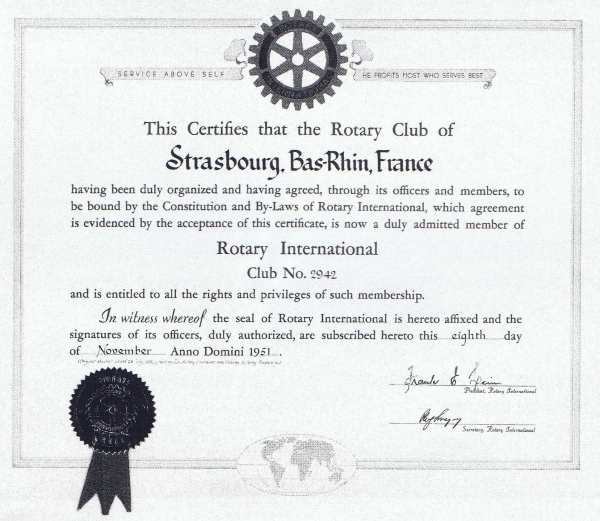 ROTARY
INTERNATIONAL
SERVICE ABOVE SELF
HE PROFITS MOST WHO SERVES BEST
This Certifies that the Rotary Club of
Strasbourg, Bas-Rhin, France
having been duly organized and having agreed, through its officers and members, to
be bound by the Constitution and By-Laws of Rotary International, which agreement
is evidenced by the acceptance of this certificate, is now a duly admitted member of
Rotary International
Club No. 2942
and is entitled to all the rights and privileges of such membership.
In witness whereof the seal of Rotary International is hereto affixed and the
signatures of its officers, duly authorized, are subscribed hereto this eighth day
of November Anno Domini 1951.
President, Rotary International
Secretary, Rotary International